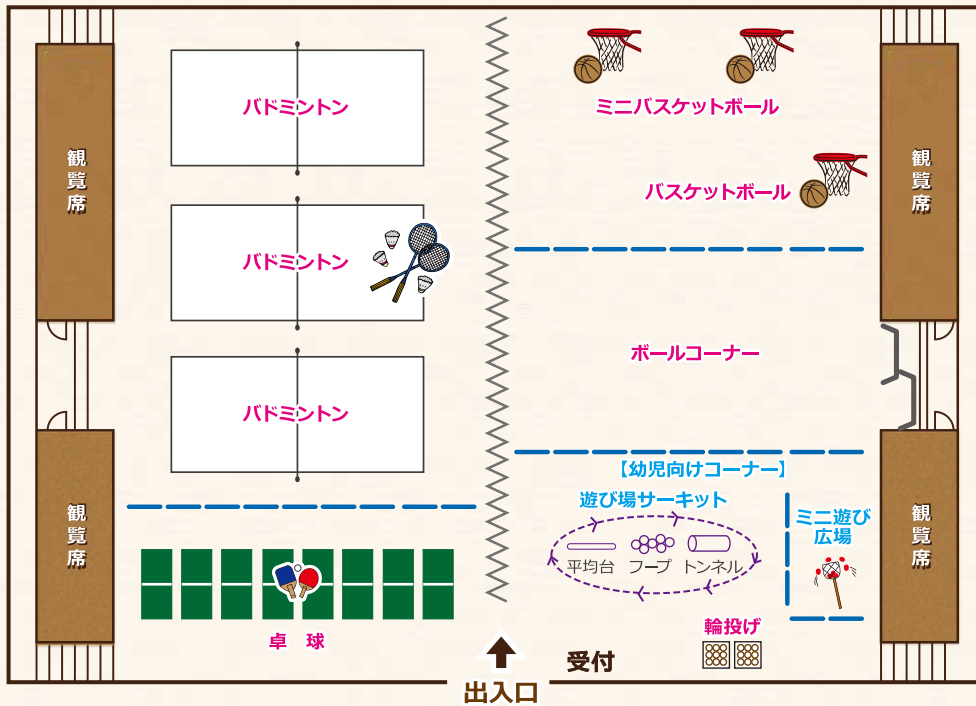 バドミントン
ミニバスケットボール
観覧席
観覧席
バスケットボール
バドミントン
ボールコーナー
バドミントン
【幼児向けコーナー】
遊び場サーキット
ミニ遊び
広場
観覧席
観覧席
平均台 フープ トンネル
卓 球
輪投げ
受付
出入口